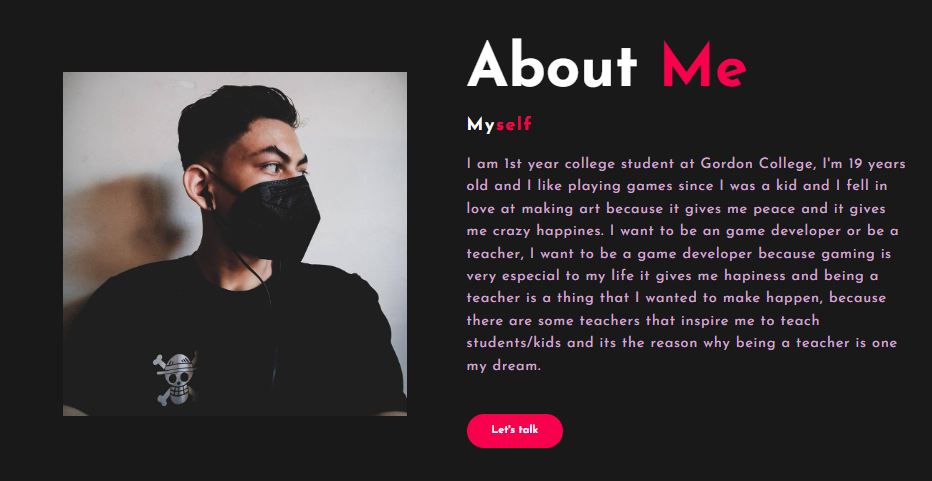 About Me
Myself
I am 1st year college student at Gordon College, I'm 19 years
old and I like playing games since I was a kid and I fell in
love at making art because it gives me peace and it gives
me crazy happines. I want to be an game developer or be a
teacher, I want to be a game developer because gaming is
very especial to my life it gives me hapiness and being a
teacher is a thing that I wanted to make happen, because
there are some teachers that inspire me to teach
students/kids and its the reason why being a teacher is one
my dream.
Let's talk